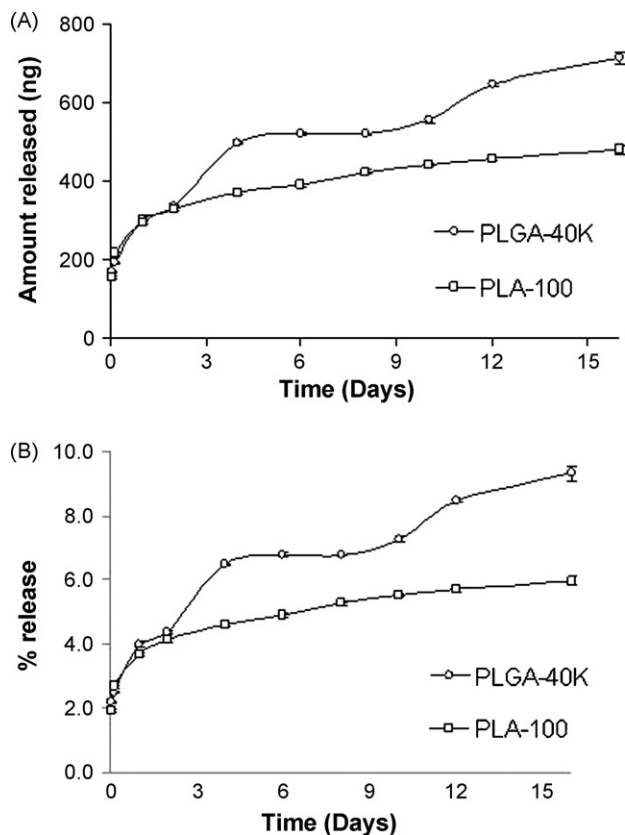 (A)
800
600
400
200
0
Amount released (ng)
PLGA-40K
PLA-100
0 3 6 9 12 15
Time (Days)
(B)
10.0
8.0
6.0
4.0
2.0
0.0
% release
PLGA-40K
PLA-100
0 3 6 9 12 15
Time (Days)